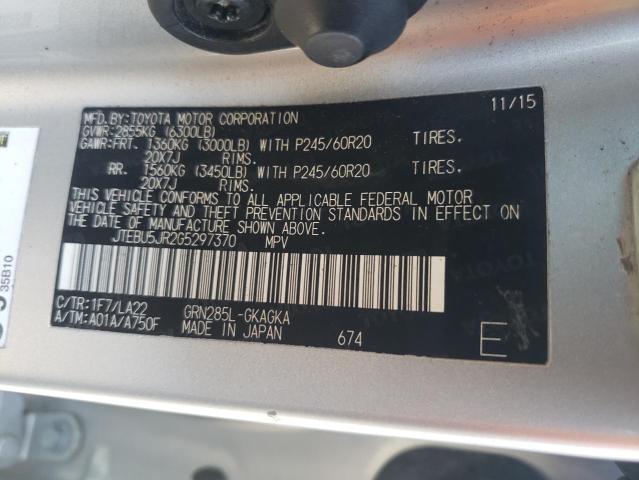 11/15
MFD.BY:TOYOTA MOTOR CORPORATION
GVWR:2855KG (6300LB)
GAWR:FRT. 1360KG (3000LB) WITH P245/60R20 TIRES.
20X7J RIMS.
RR. 1560KG (3450LB) WITH P245/60R20 TIRES.
20X7J RIMS.
THIS VEHICLE CONFORMS TO ALL APPLICABLE FEDERAL MOTOR
VEHICLE SAFETY AND THEFT PREVENTION STANDARDS IN EFFECT ON
THE DATE OF MANUFACTURE SHOWN ABOVE.
JTEBU5JR2G5297370 MPV
C/TR:1F7/LA22 GRN285L-GKAGKA
A/TM:A01A/A750F MADE IN JAPAN 674 E
35B10